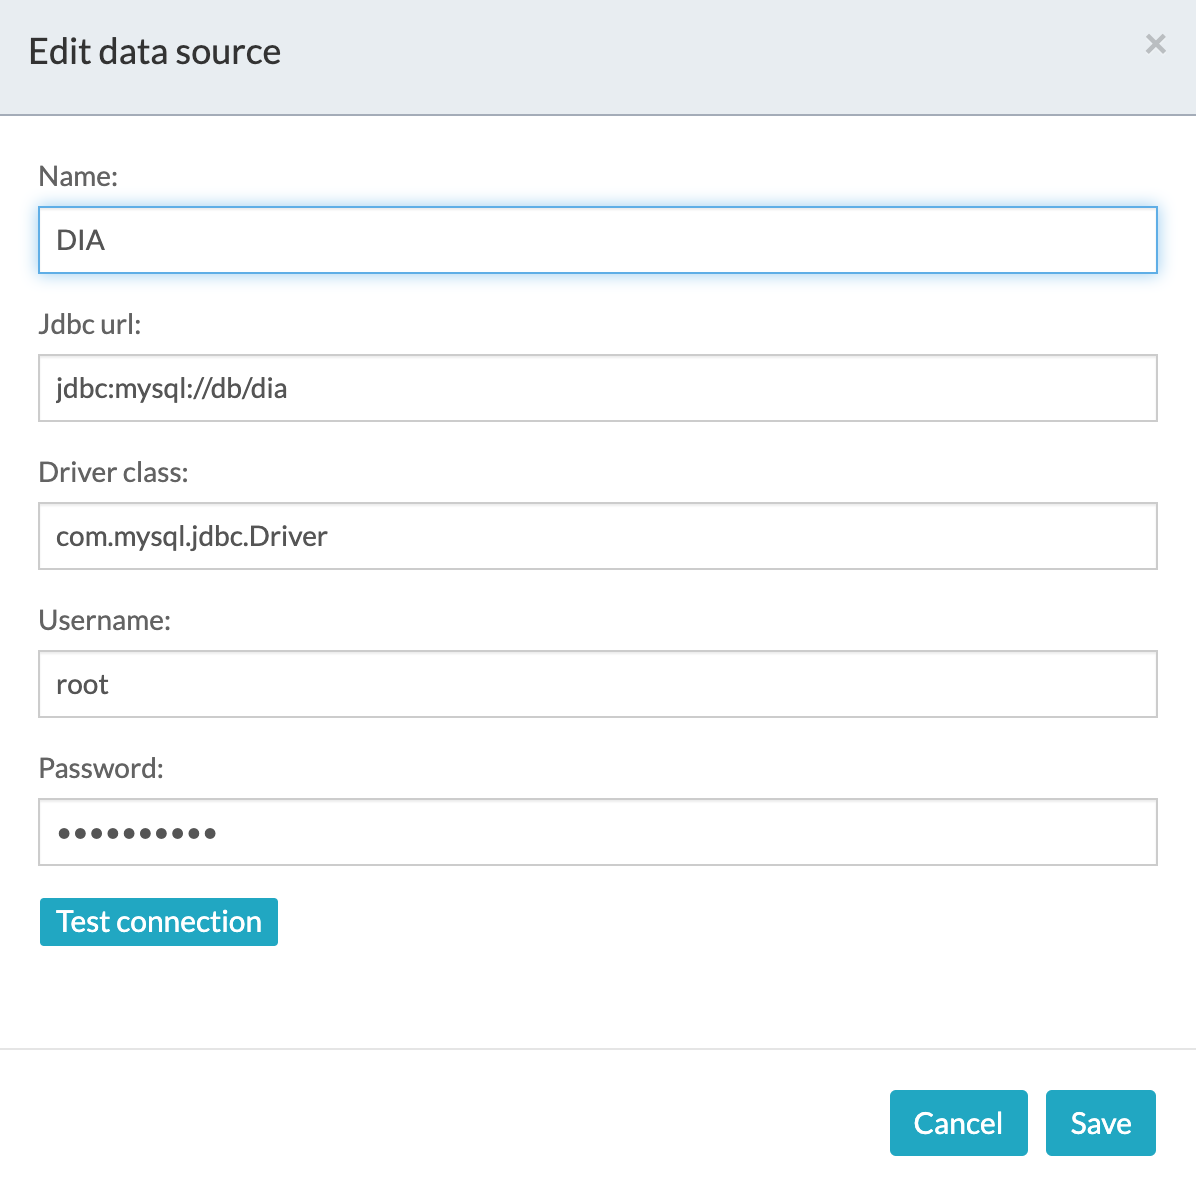 Edit data source
×
Name:
DIA
Jdbc url:
jdbc:mysql://db/dia
Driver class:
com.mysql.jdbc.Driver
Username:
root
Password:
••••••••••
Test connection
Cancel Save